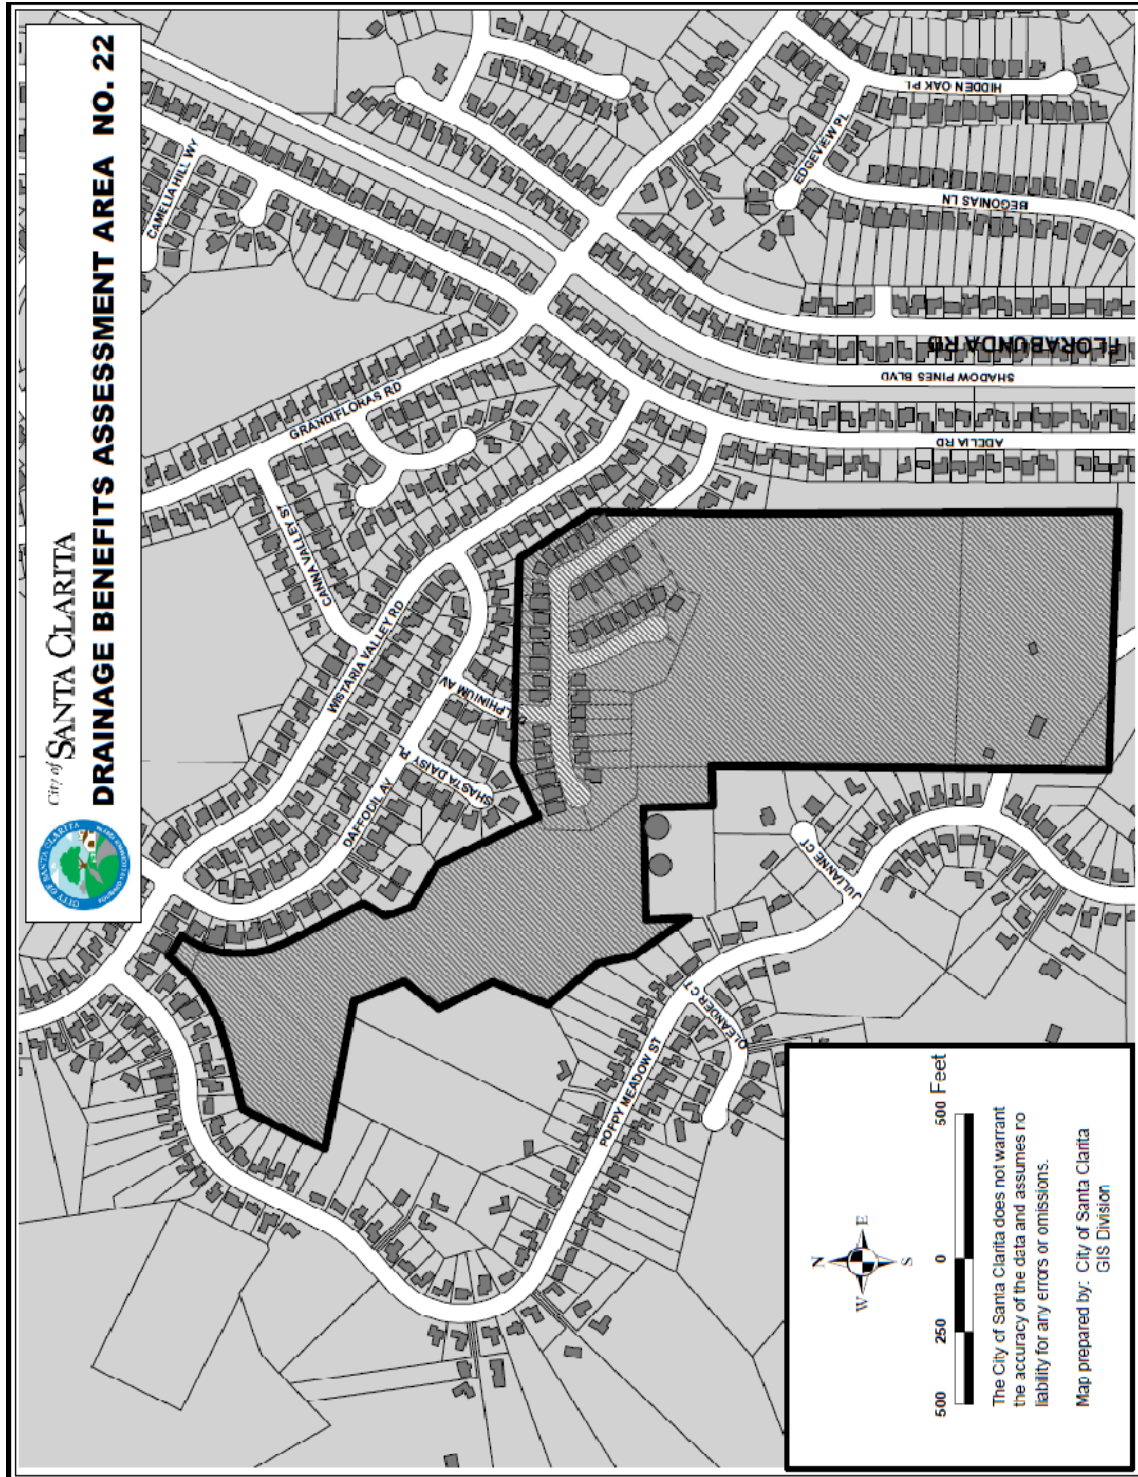 City of SANTA CLARITA
DRAINAGE BENEFITS ASSESSMENT AREA NO. 22
CAMELIA HILL WY
GRANDIFLORAS RD
CANNA VALLEY ST
WISTARIA VALLEY RD
DAFFODIL AV
SHASTA DAISY PL
HIDDEN OAK PL
EDGEVIEW PL
BEGONIAS LN
FLORABUNDA RD
SHADOW PINES BLVD
ADELIA RD
JULIANNE CT
OLEANDER CT
POPPY MEADOW ST
N
W
E
S
500 250 0 500 Feet
The City of Santa Clarita does not warrant
the accuracy of the data and assumes no
liability for any errors or omissions.
Map prepared by: City of Santa Clarita
GIS Division